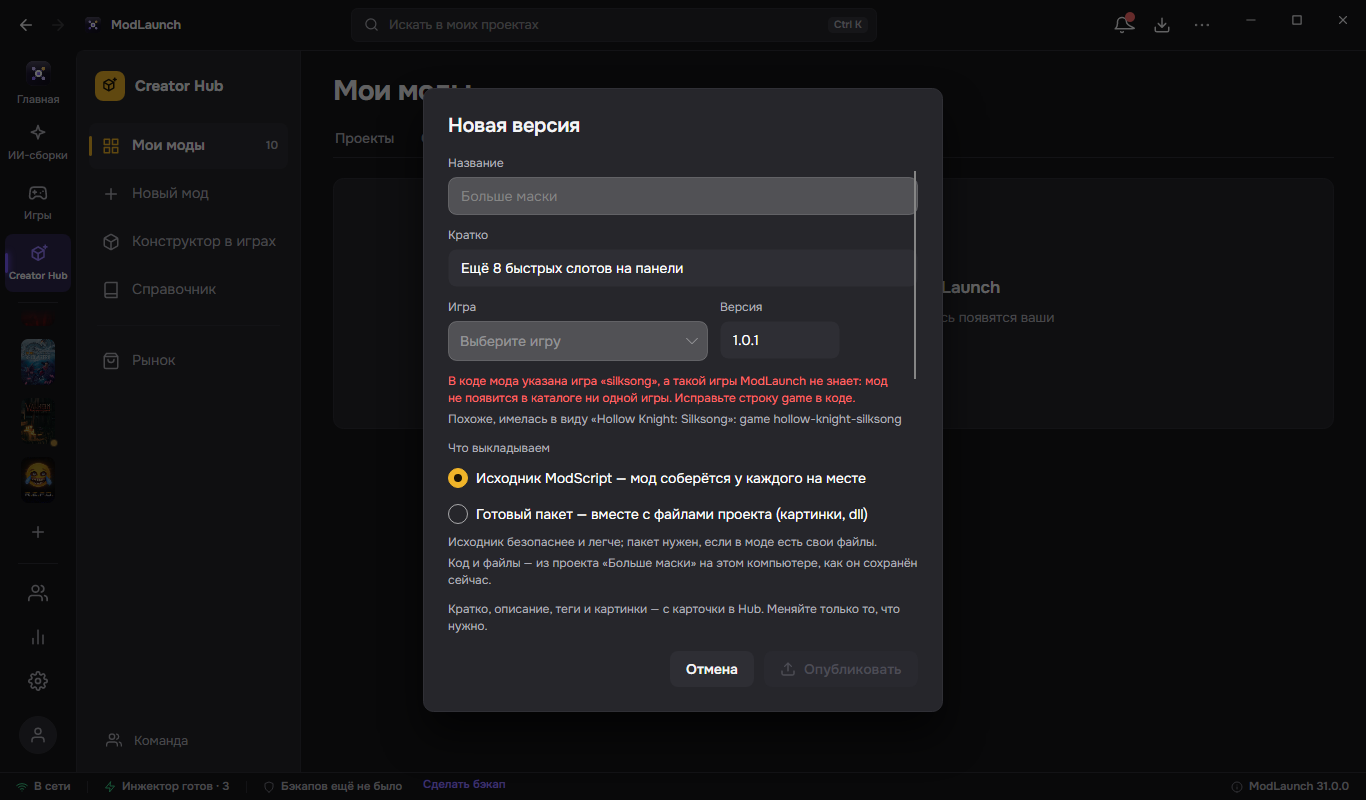 ModLaunch
Искать в моих проектах
Ctrl K
Главная
ИИ-сборки
Игры
Creator Hub
Creator Hub
Мои моды
10
Новый мод
Конструктор в играх
Справочник
Рынок
Команда
Мои моды
Проекты
Launch
сь появятся ваши
Новая версия
Название
Больше маски
Кратко
Ещё 8 быстрых слотов на панели
Игра
Версия
Выберите игру
1.0.1
В коде мода указана игра «silksong», а такой игры ModLaunch не знает: мод
не появится в каталоге ни одной игры. Исправьте строку game в коде.
Похоже, имелась в виду «Hollow Knight: Silksong»: game hollow-knight-silksong
Что выкладываем
Исходник ModScript — мод соберётся у каждого на месте
Готовый пакет — вместе с файлами проекта (картинки, dll)
Исходник безопаснее и легче; пакет нужен, если в моде есть свои файлы.
Код и файлы — из проекта «Больше маски» на этом компьютере, как он сохранён
сейчас.
Кратко, описание, теги и картинки — с карточки в Hub. Меняйте только то, что
нужно.
Отмена
Опубликовать
В сети
Инжектор готов · 3
Бэкапов ещё не было
Сделать бэкап
ModLaunch 31.0.0